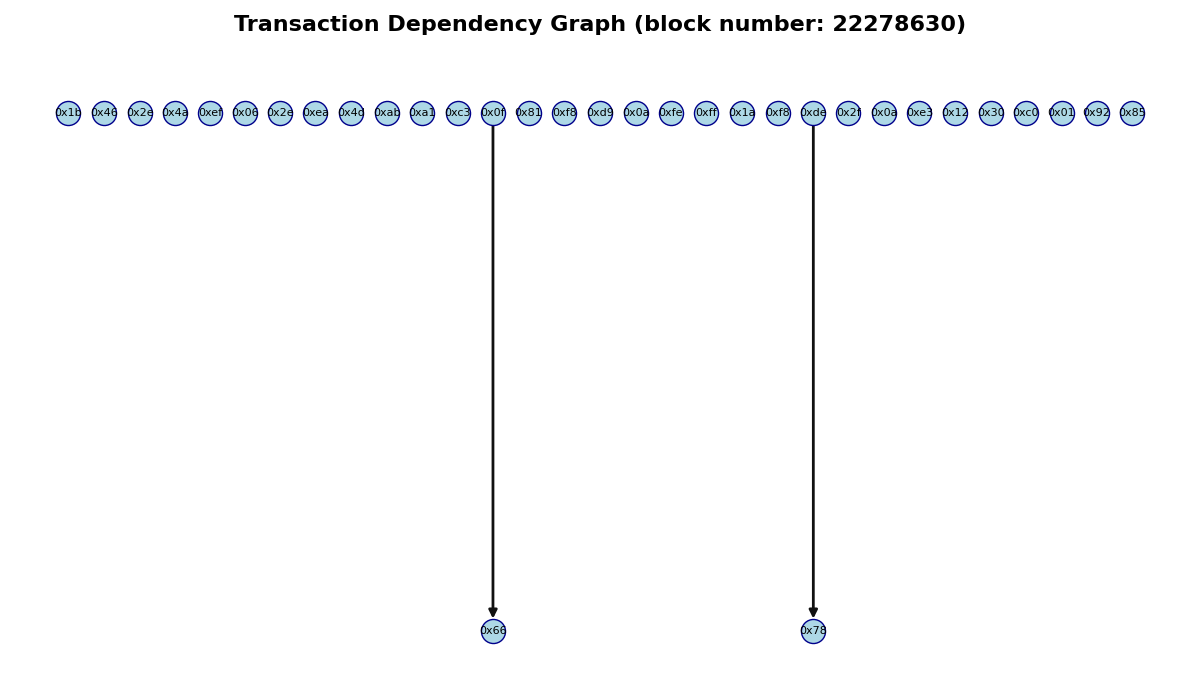 Transaction Dependency Graph (block number: 22278630)
0x1b 0x46 0x2e 0x4a 0xef 0x06 0x2e 0xea 0x4d 0xab 0xa1 0xc3 0x0f 0x81 0xf8 0xd9 0x0a 0xfe 0xff 0x1a 0xf8 0xde 0x2f 0x0a 0xe3 0x12 0x30 0xc0 0x01 0x92 0x85
0x66 0x78